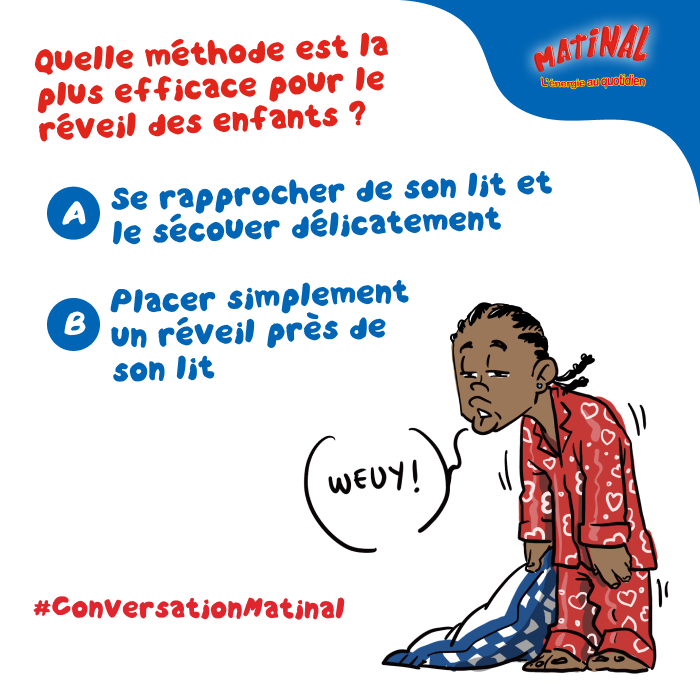 MATINAL
L'énergie au quotidien
Quelle méthode est la
plus efficace pour le
réveil des enfants ?
A
Se rapprocher de son lit et
le sécouer délicatement
B
Placer simplement
un réveil près de
son lit
WEUY!
#ConversationMatinal